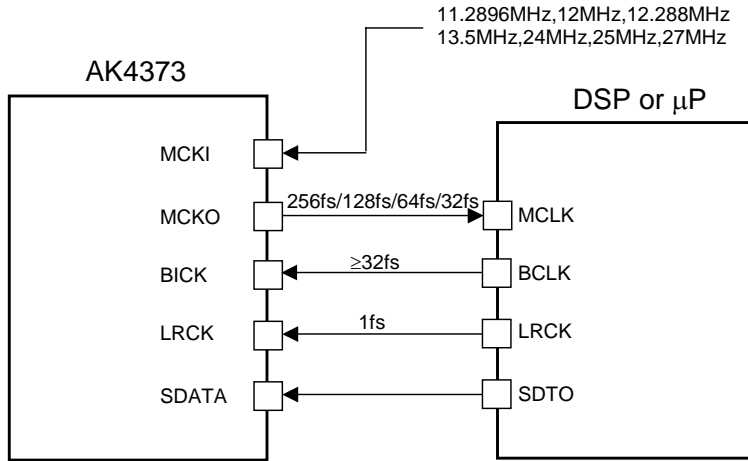 11.2896MHz,12MHz,12.288MHz
13.5MHz,24MHz,25MHz,27MHz
AK4373
DSP or μP
MCKI
MCKO
256fs/128fs/64fs/32fs
MCLK
BICK
≥32fs
BCLK
LRCK
1fs
LRCK
SDATA
SDTO